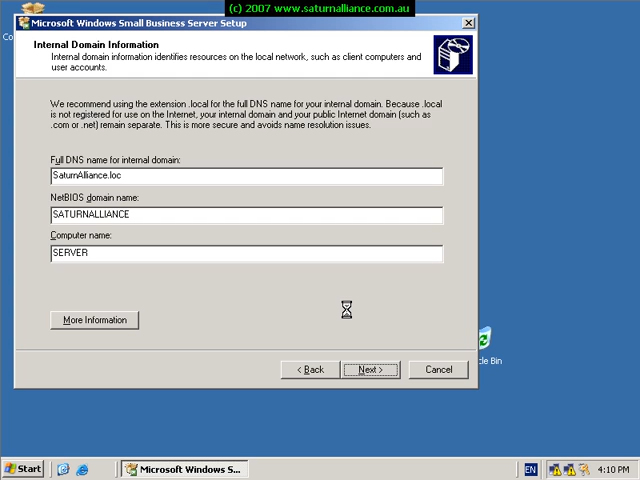 (c) 2007 www.saturnalliance.com.au
Microsoft Windows Small Business Server Setup
Internal Domain Information
Internal domain information identifies resources on the local network, such as client computers and
user accounts.
We recommend using the extension .local for the full DNS name for your internal domain. Because .local
is not registered for use on the Internet, your internal domain and your public Internet domain (such as
.com or .net) remain separate. This is more secure and avoids name resolution issues.
Full DNS name for internal domain:
SaturnAlliance.loc
NetBIOS domain name:
SATURNALLIANCE
Computer name:
SERVER
More Information
< Back
Next >
Cancel
cle Bin
Start
Microsoft Windows S...
EN
4:10 PM